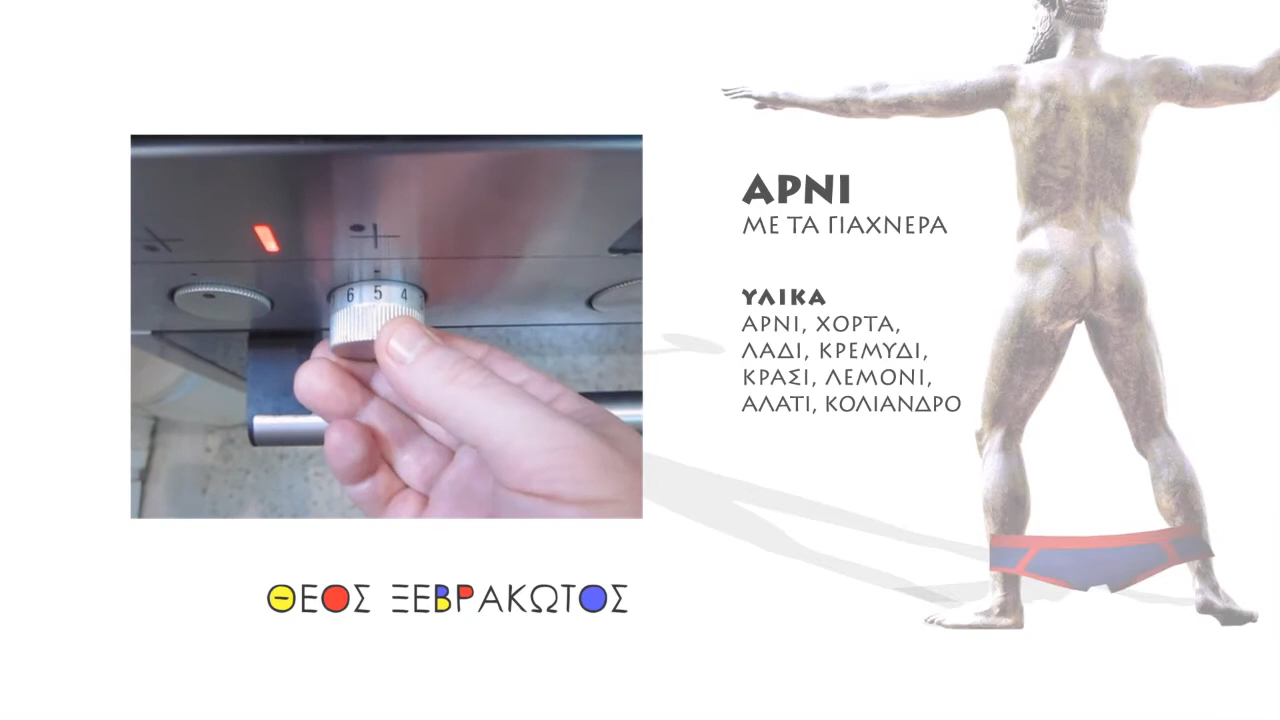 6 5 4
ΑΡΝΙ
ΜΕ ΤΑ ΓΙΑΧΝΕΡΑ
ΥΛΙΚΑ
ΑΡΝΙ, ΧΟΡΤΑ,
ΛΑΔΙ, ΚΡΕΜΥΔΙ,
ΚΡΑΣΙ, ΛΕΜΟΝΙ,
ΑΛΑΤΙ, ΚΟΛΙΑΝΔΡΟ
ΘΕΟΣ ΞΕΒΡΑΚΩΤΟΣ